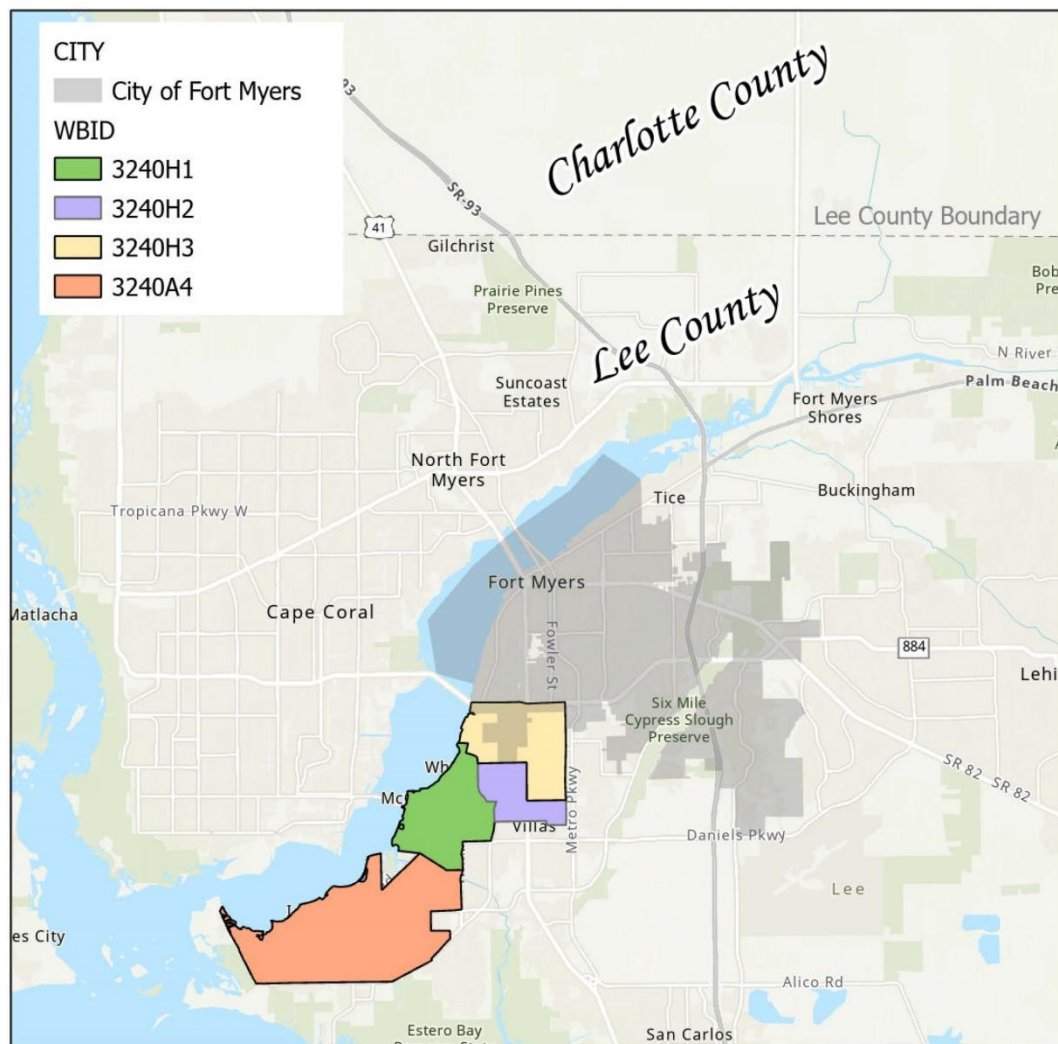 CITY
City of Fort Myers
WBID
3240H1
3240H2
3240H3
3240A4
Charlotte County
SR-93
41
Lee County Boundary
Gilchrist
Prairie Pines
Preserve
Lee County
N River
Palm Beach
Suncoast
Estates
Fort Myers
Shores
North Fort
Myers
Tice
Buckingham
Tropicana Pkwy W
Fort Myers
Cape Coral
Matlacha
Fowler St
884
Six Mile
Cypress Slough
Preserve
SR 82 SR 82
Metro Pkwy
Villas
Daniels Pkwy
Lee
Alico Rd
Estero Bay
San Carlos